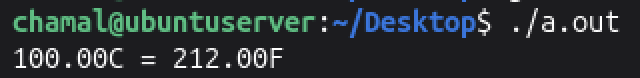 chamal@ubuntuserver:~/Desktop$ ./a.out
100.00C = 212.00F